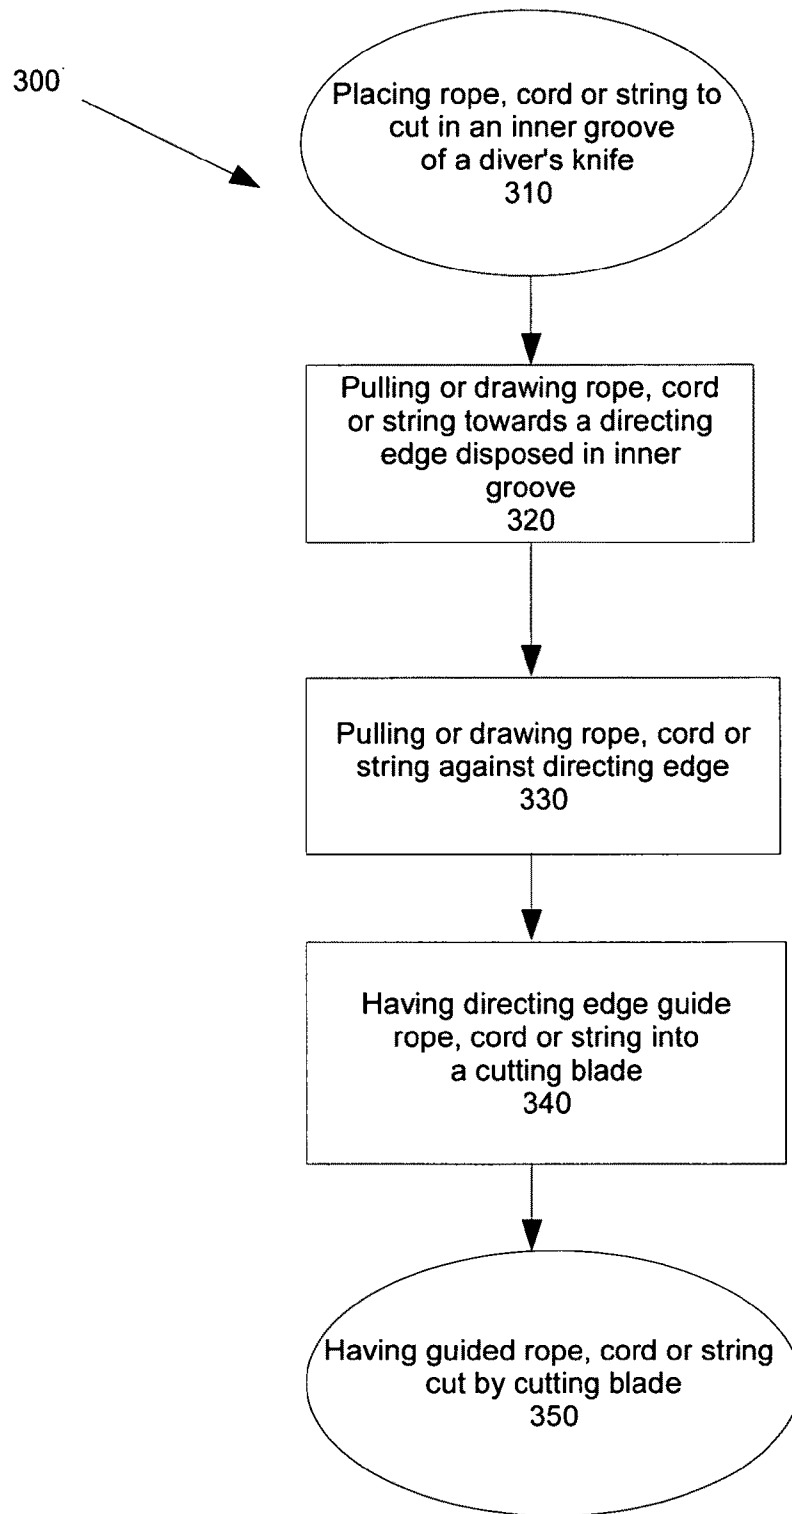 300
Placing rope, cord or string to
cut in an inner groove
of a diver's knife
310
Pulling or drawing rope, cord
or string towards a directing
edge disposed in inner
groove
320
Pulling or drawing rope, cord or
string against directing edge
330
Having directing edge guide
rope, cord or string into
a cutting blade
340
Having guided rope, cord or string
cut by cutting blade
350